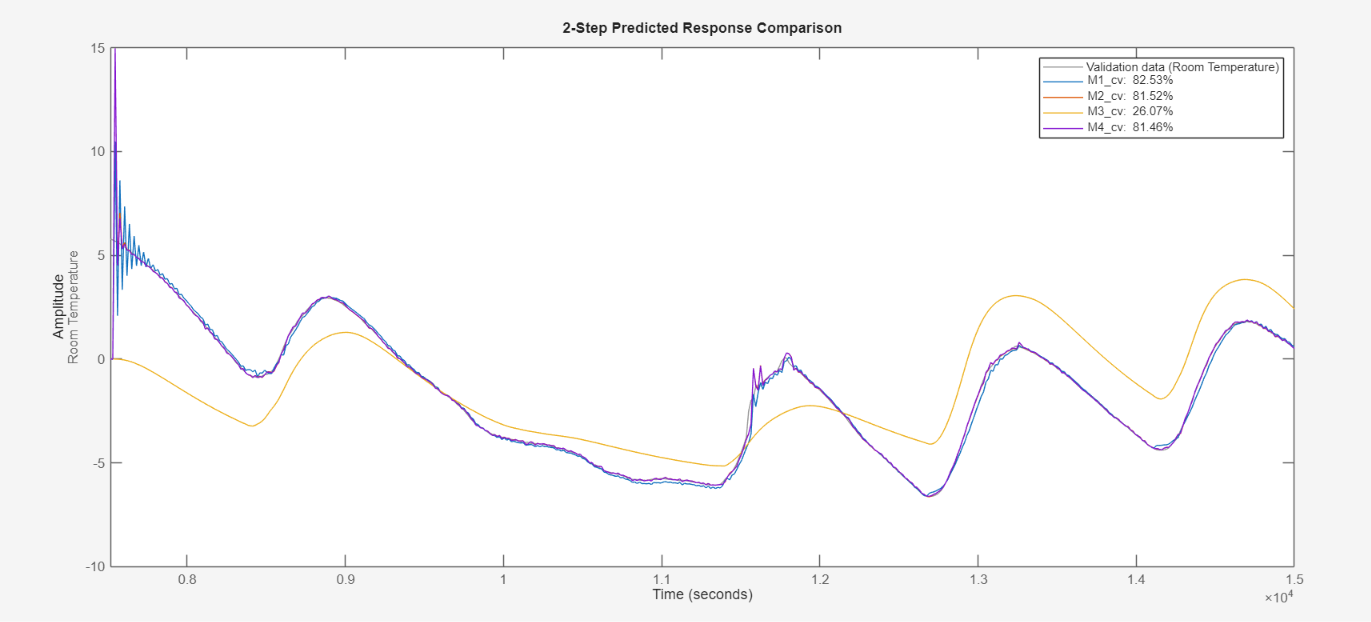 2-Step Predicted Response Comparison
15
10
5
0
-5
-10
Amplitude
Room Temperature
Validation data (Room Temperature)
M1_cv: 82.53%
M2_cv: 81.52%
M3_cv: 26.07%
M4_cv: 81.46%
0.8 0.9 1 1.1 1.2 1.3 1.4 1.5
Time (seconds)
×10⁴